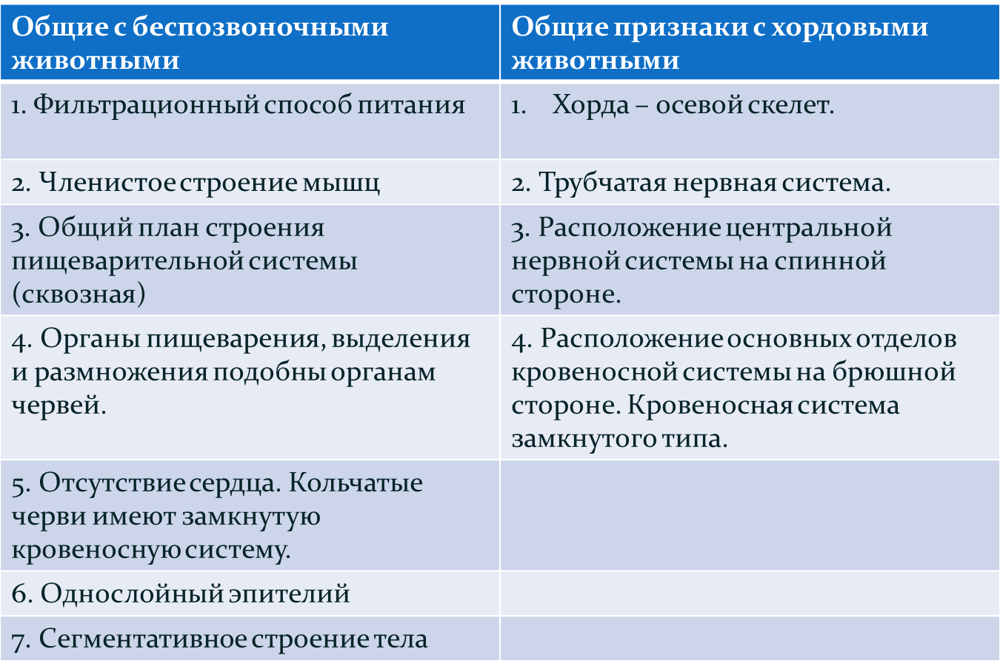 Общие с беспозвоночными
животными
Общие признаки с хордовыми
животными
1. Фильтрационный способ питания
1. Хорда – осевой скелет.
2. Членистое строение мышц
2. Трубчатая нервная система.
3. Общий план строения
пищеварительной системы
(сквозная)
3. Расположение центральной
нервной системы на спинной
стороне.
4. Органы пищеварения, выделения
и размножения подобны органам
червей.
4. Расположение основных отделов
кровеносной системы на брюшной
стороне. Кровеносная система
замкнутого типа.
5. Отсутствие сердца. Кольчатые
черви имеют замкнутую
кровеносную систему.
6. Однослойный эпителий
7. Сегментативное строение тела